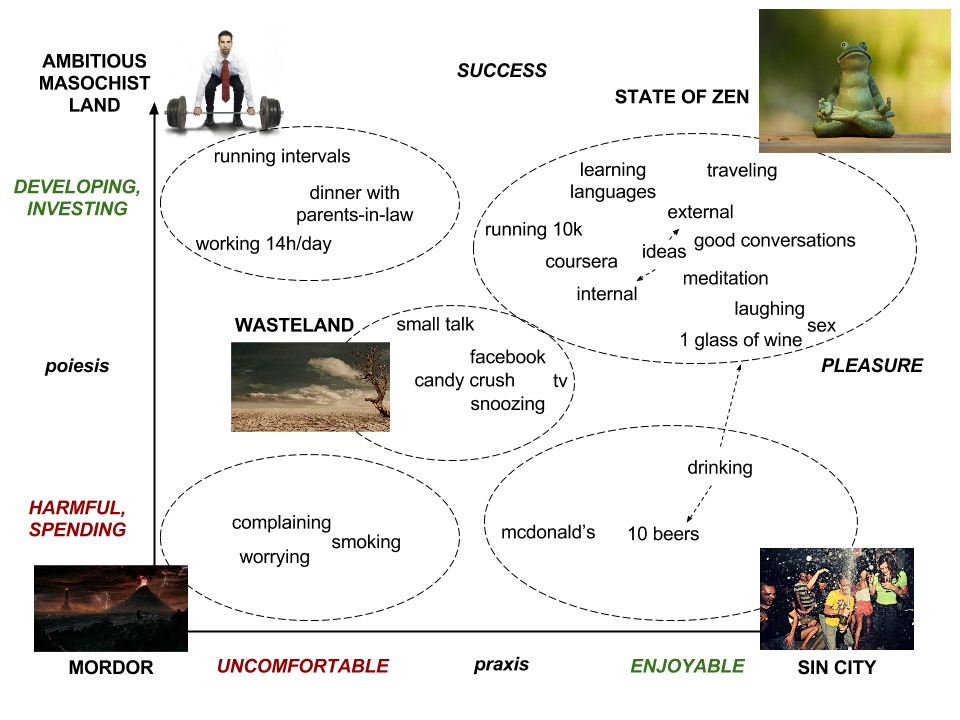 AMBITIOUS
MASOCHIST
LAND
SUCCESS
STATE OF ZEN
DEVELOPING,
INVESTING
running intervals
dinner with
parents-in-law
working 14h/day
learning
languages
traveling
external
running 10k
good conversations
ideas
coursera
meditation
internal
laughing
sex
1 glass of wine
WASTELAND
small talk
facebook
candy crush
tv
snoozing
poiesis
PLEASURE
drinking
HARMFUL,
SPENDING
complaining
smoking
worrying
mcdonald's
10 beers
MORDOR
UNCOMFORTABLE
praxis
ENJOYABLE
SIN CITY